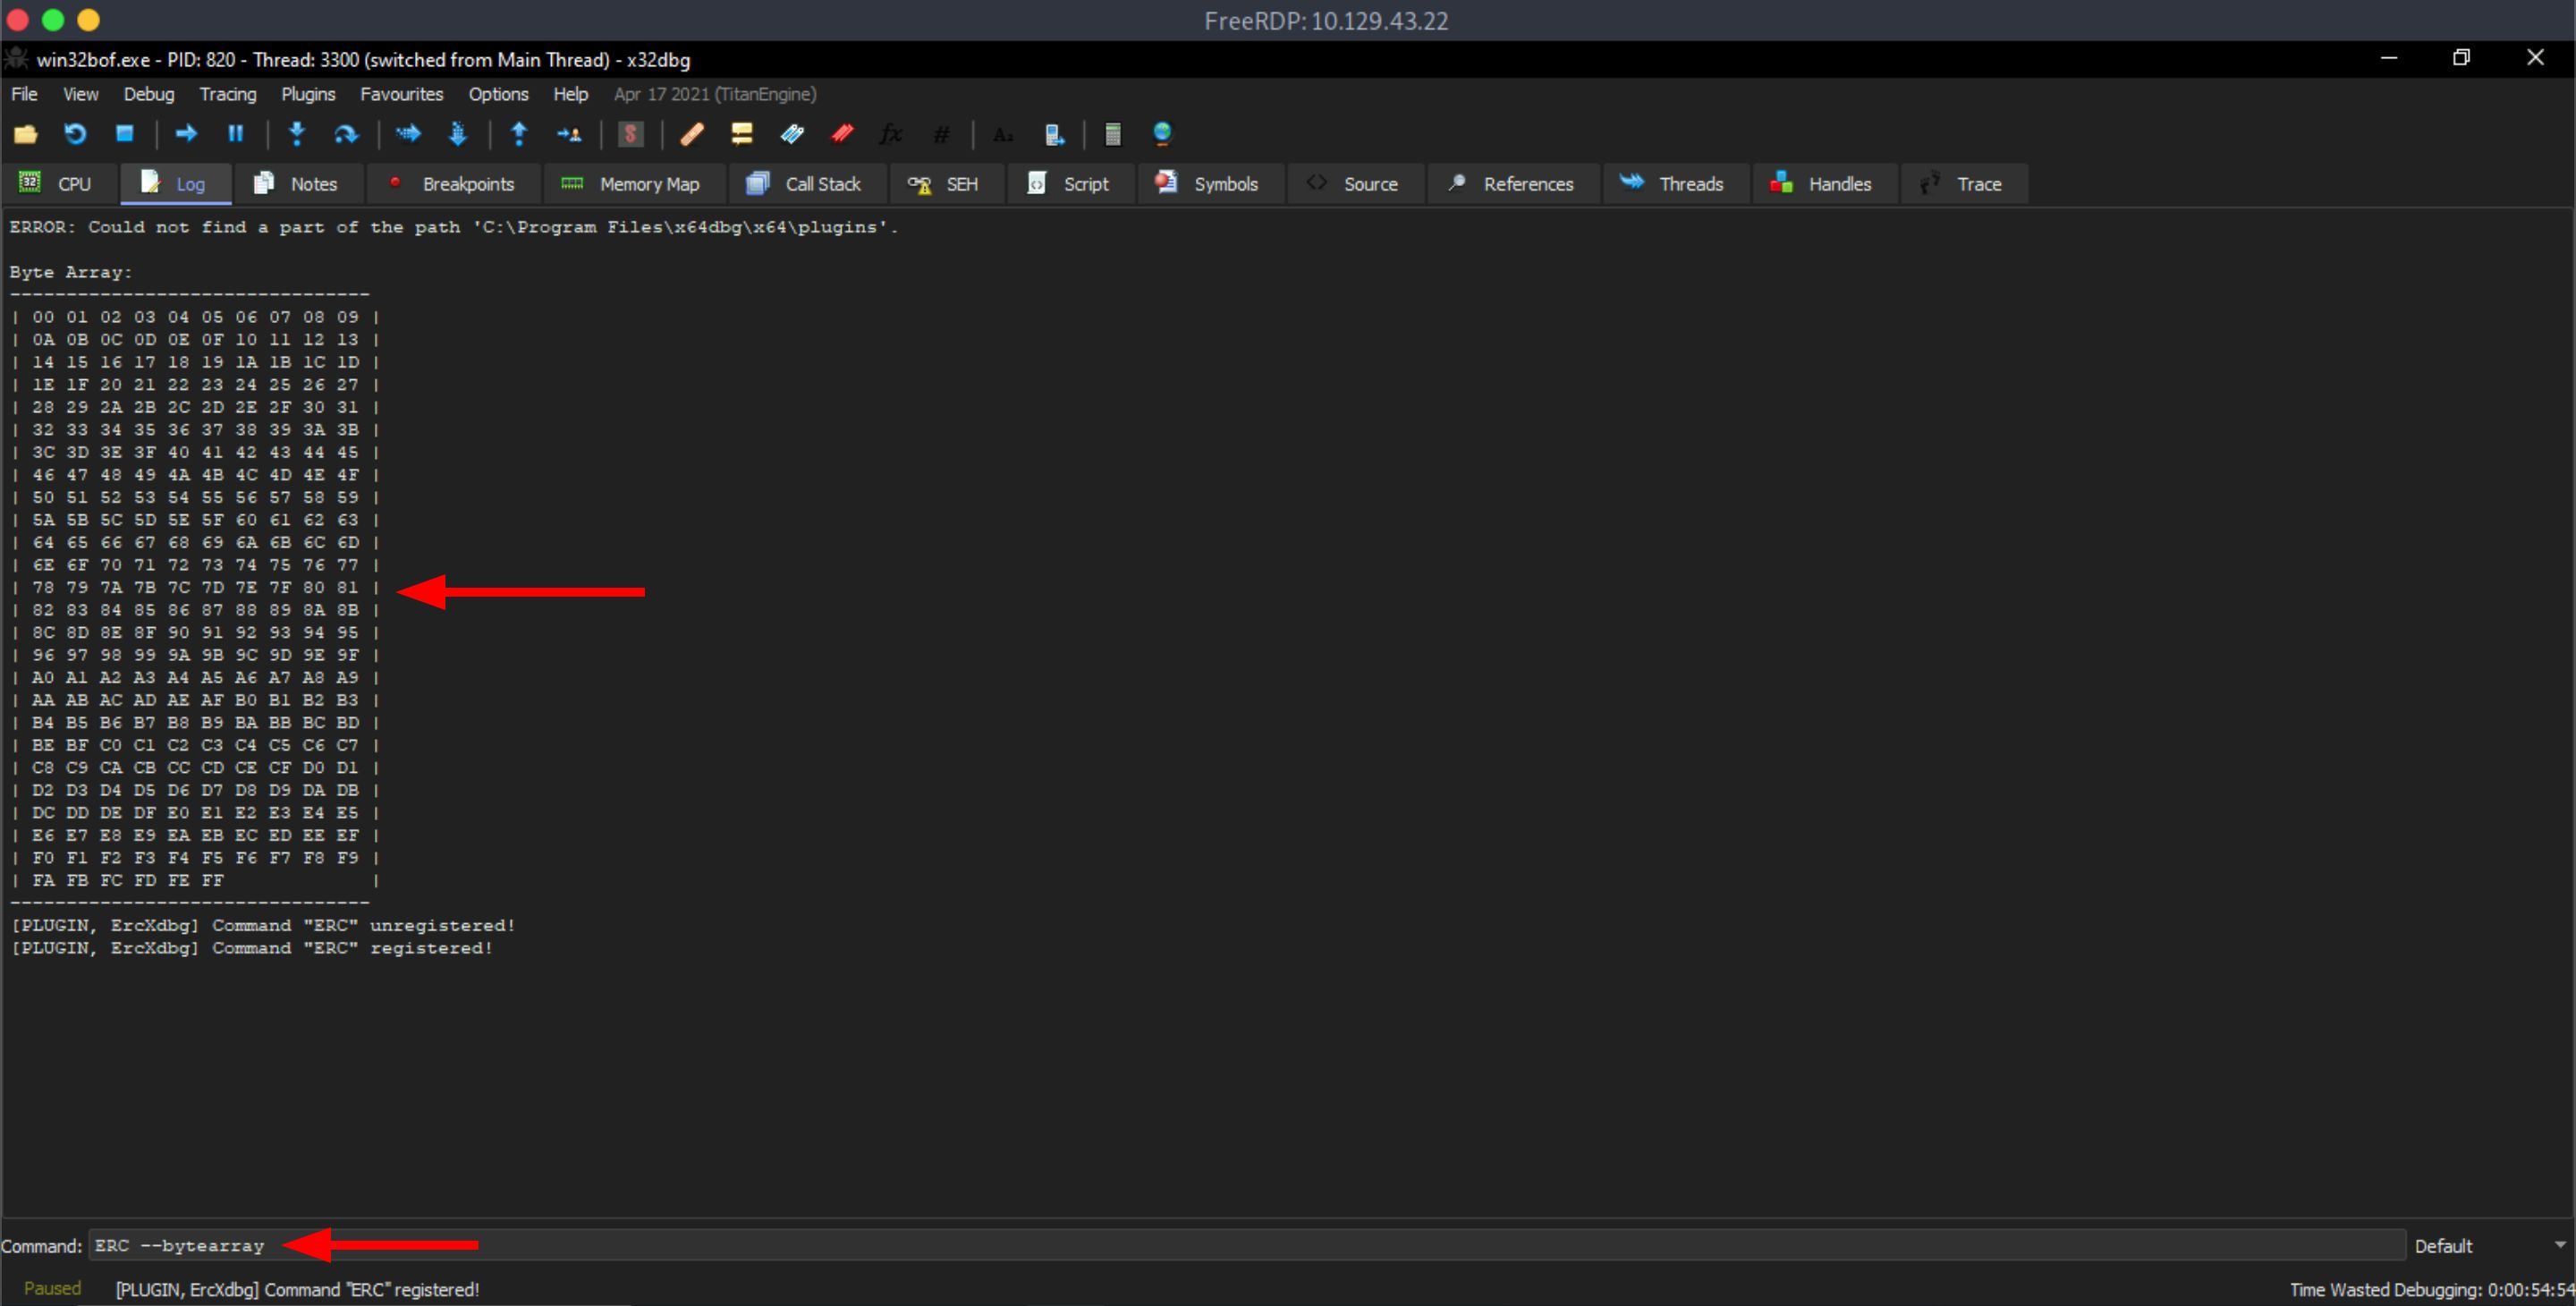 FreeRDP: 10.129.43.22
win32bof.exe - PID: 820 - Thread: 3300 (switched from Main Thread) - x32dbg
File View Debug Tracing Plugins Favourites Options Help Apr 17 2021 (TitanEngine)
CPU Log Notes Breakpoints Memory Map Call Stack SEH Script Symbols Source References Threads Handles Trace
ERROR: Could not find a part of the path 'C:\Program Files\x64dbg\x64\plugins'.
Byte Array:
--------------------------------
| 00 01 02 03 04 05 06 07 08 09 |
| 0A 0B 0C 0D 0E 0F 10 11 12 13 |
| 14 15 16 17 18 19 1A 1B 1C 1D |
| 1E 1F 20 21 22 23 24 25 26 27 |
| 28 29 2A 2B 2C 2D 2E 2F 30 31 |
| 32 33 34 35 36 37 38 39 3A 3B |
| 3C 3D 3E 3F 40 41 42 43 44 45 |
| 46 47 48 49 4A 4B 4C 4D 4E 4F |
| 50 51 52 53 54 55 56 57 58 59 |
| 5A 5B 5C 5D 5E 5F 60 61 62 63 |
| 64 65 66 67 68 69 6A 6B 6C 6D |
| 6E 6F 70 71 72 73 74 75 76 77 |
| 78 79 7A 7B 7C 7D 7E 7F 80 81 |
| 82 83 84 85 86 87 88 89 8A 8B |
| 8C 8D 8E 8F 90 91 92 93 94 95 |
| 96 97 98 99 9A 9B 9C 9D 9E 9F |
| A0 A1 A2 A3 A4 A5 A6 A7 A8 A9 |
| AA AB AC AD AE AF B0 B1 B2 B3 |
| B4 B5 B6 B7 B8 B9 BA BB BC BD |
| BE BF C0 C1 C2 C3 C4 C5 C6 C7 |
| C8 C9 CA CB CC CD CE CF D0 D1 |
| D2 D3 D4 D5 D6 D7 D8 D9 DA DB |
| DC DD DE DF E0 E1 E2 E3 E4 E5 |
| E6 E7 E8 E9 EA EB EC ED EE EF |
| F0 F1 F2 F3 F4 F5 F6 F7 F8 F9 |
| FA FB FC FD FE FF |
--------------------------------
[PLUGIN, ErcXdbg] Command "ERC" unregistered!
[PLUGIN, ErcXdbg] Command "ERC" registered!
Command: ERC --bytearray Default
Paused [PLUGIN, ErcXdbg] Command "ERC" registered! Time Wasted Debugging: 0:00:54:54